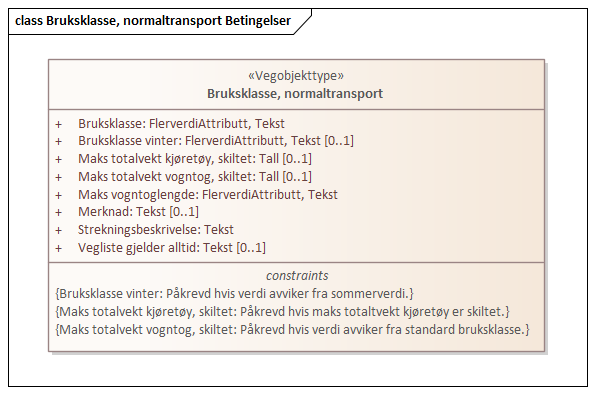 class Bruksklasse, normaltransport Betingelser
«Vegobjekttype»
Bruksklasse, normaltransport
+ Bruksklasse: FlerverdiAttributt, Tekst
+ Bruksklasse vinter: FlerverdiAttributt, Tekst [0..1]
+ Maks totalvekt kjøretøy, skiltet: Tall [0..1]
+ Maks totalvekt vogntog, skiltet: Tall [0..1]
+ Maks vogntoglengde: FlerverdiAttributt, Tekst
+ Merknad: Tekst [0..1]
+ Strekningsbeskrivelse: Tekst
+ Vegliste gjelder alltid: Tekst [0..1]
constraints
{Bruksklasse vinter: Påkrevd hvis verdi avviker fra sommerverdi.}
{Maks totalvekt kjøretøy, skiltet: Påkrevd hvis maks totaltvekt kjøretøy er skiltet.}
{Maks totalvekt vogntog, skiltet: Påkrevd hvis verdi avviker fra standard bruksklasse.}